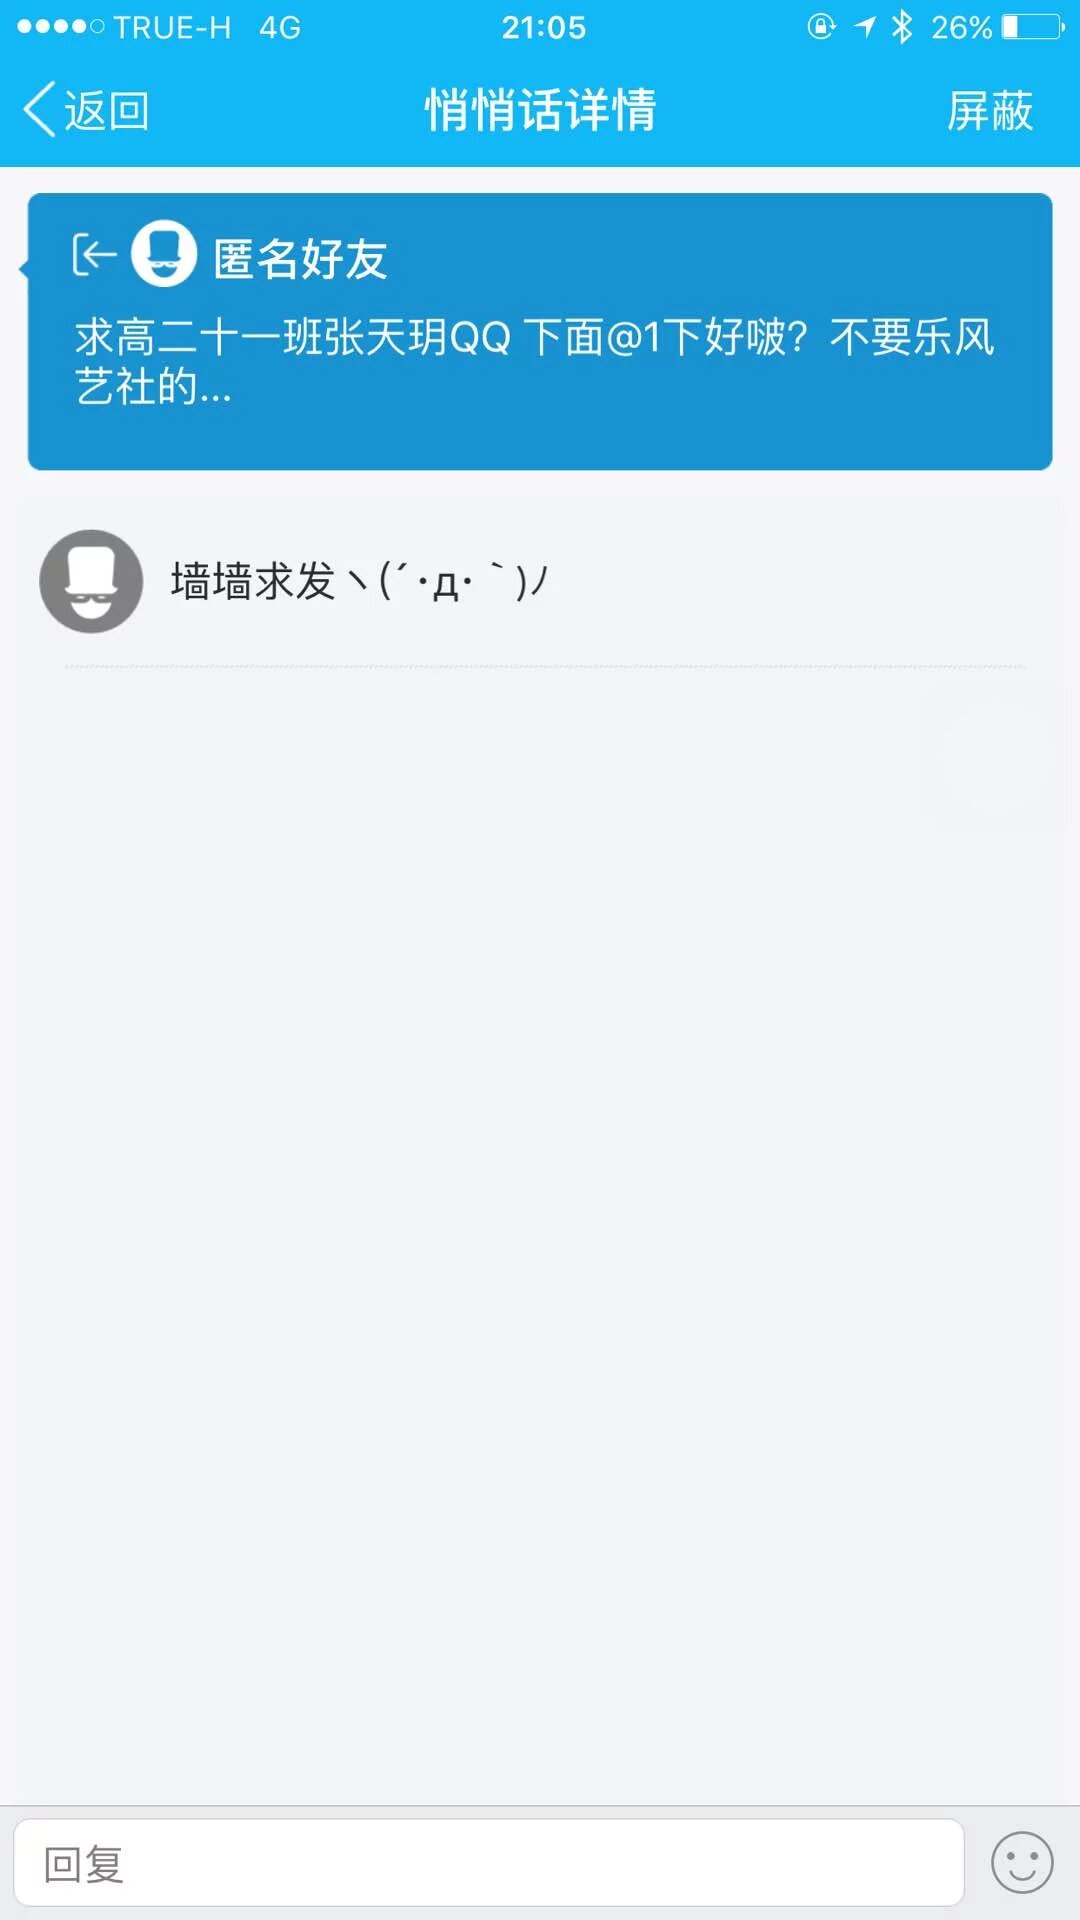 TRUE-H 4G 21:05 26%
返回 悄悄话详情 屏蔽
匿名好友
求高二十一班张天玥QQ 下面@1下好啵？不要乐风
艺社的...
墙墙求发ヽ(´･д･｀)ﾉ
回复